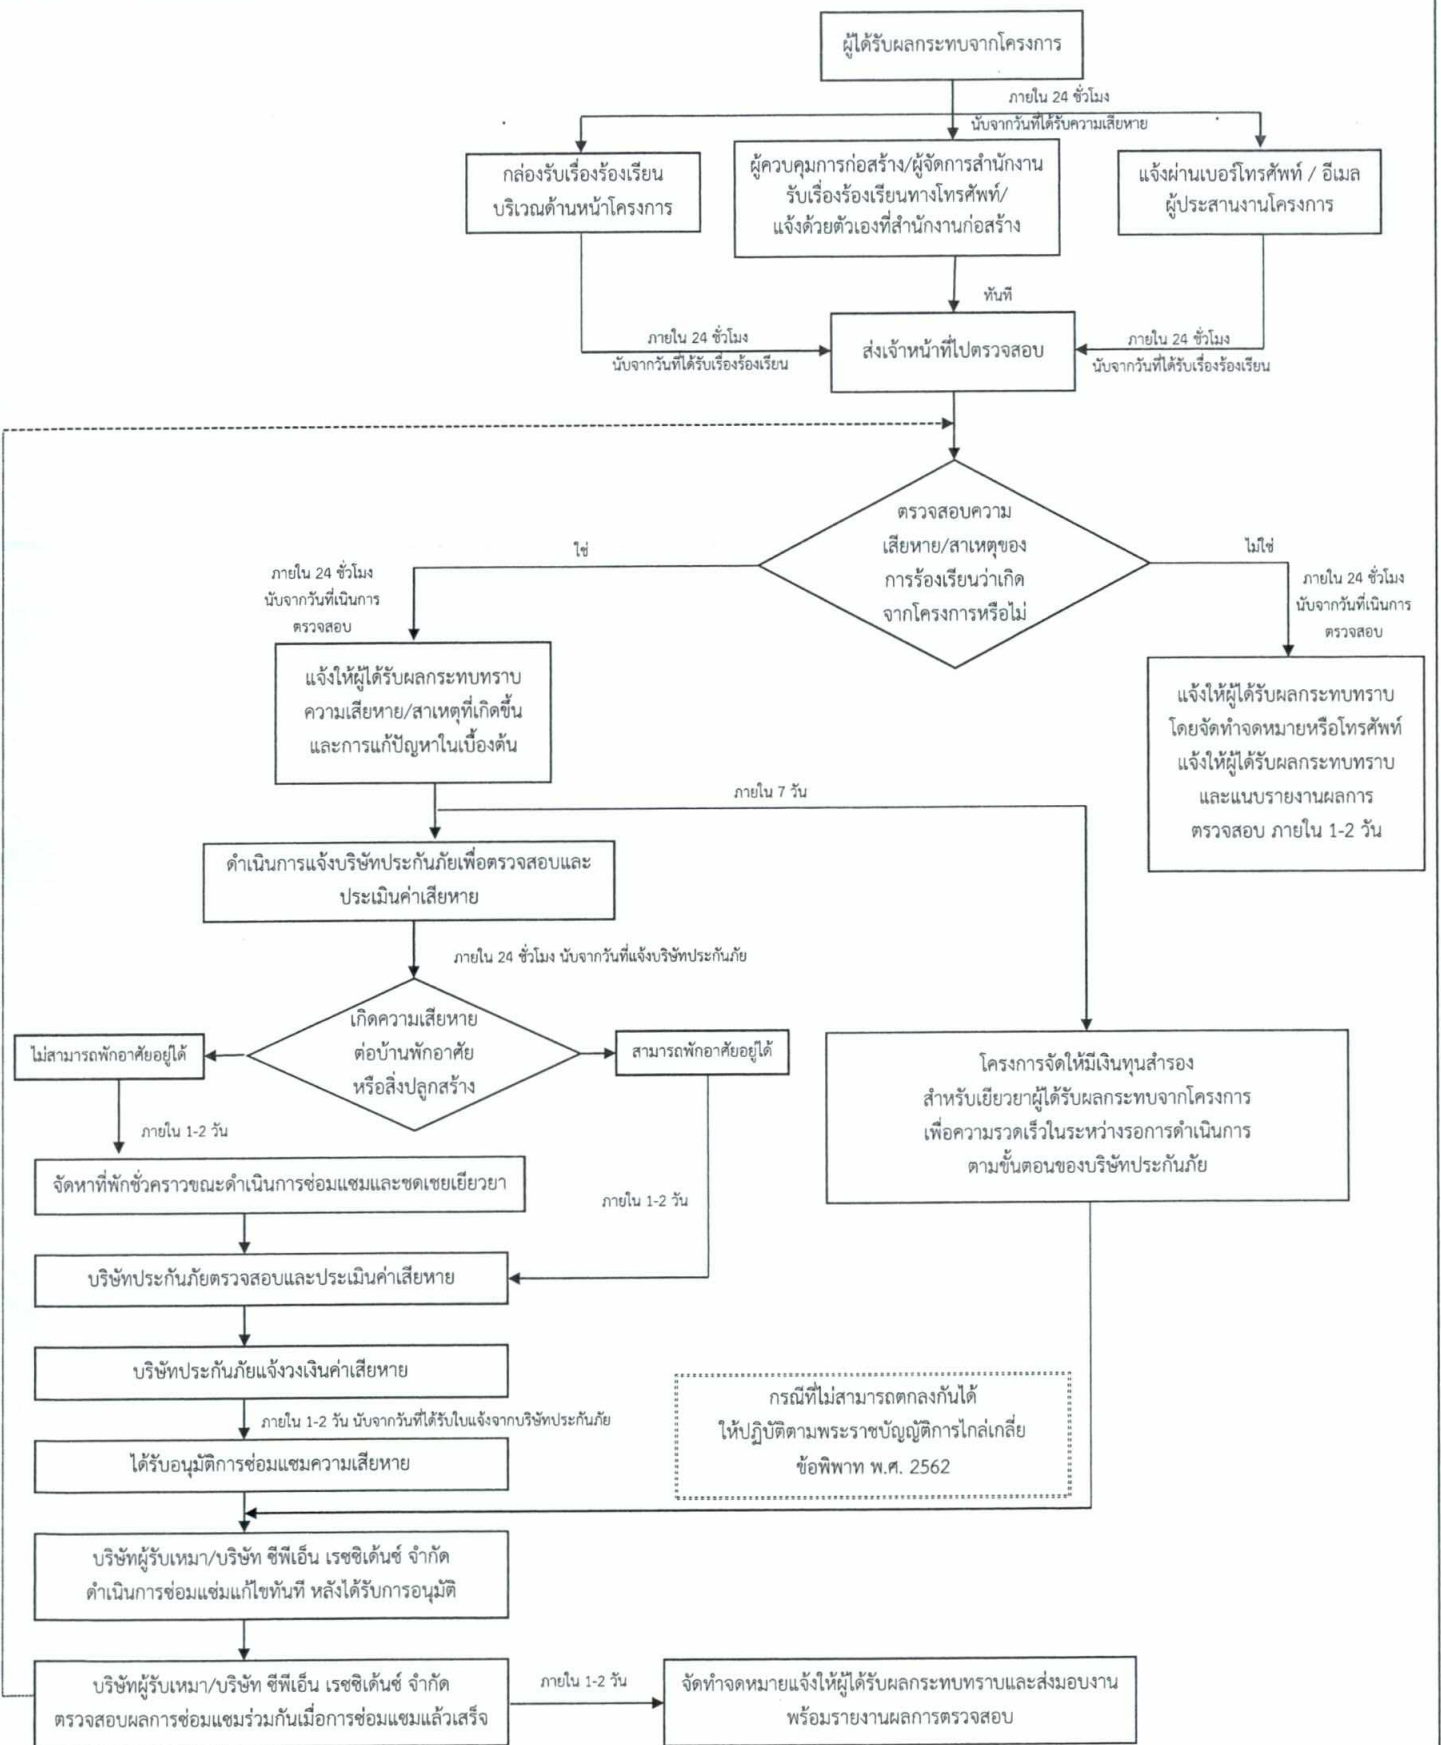 ผู้ได้รับผลกระทบจากโครงการ
ภายใน 24 ชั่วโมง
นับจากวันที่ได้รับความเสียหาย
กล่องรับเรื่องร้องเรียน
บริเวณด้านหน้าโครงการ
ผู้ควบคุมการก่อสร้าง/ผู้จัดการสำนักงาน
รับเรื่องร้องเรียนทางโทรศัพท์/
แจ้งด้วยตัวเองที่สำนักงานก่อสร้าง
แจ้งผ่านเบอร์โทรศัพท์ / อีเมล
ผู้ประสานงานโครงการ
ทันที
ภายใน 24 ชั่วโมง
นับจากวันที่ได้รับเรื่องร้องเรียน
ส่งเจ้าหน้าที่ไปตรวจสอบ
ภายใน 24 ชั่วโมง
นับจากวันที่ได้รับเรื่องร้องเรียน
ตรวจสอบความ
เสียหาย/สาเหตุของ
การร้องเรียนว่าเกิด
จากโครงการหรือไม่
ใช่
ไม่ใช่
ภายใน 24 ชั่วโมง
นับจากวันที่เนินการ
ตรวจสอบ
ภายใน 24 ชั่วโมง
นับจากวันที่เนินการ
ตรวจสอบ
แจ้งให้ผู้ได้รับผลกระทบทราบ
ความเสียหาย/สาเหตุที่เกิดขึ้น
และการแก้ปัญหาในเบื้องต้น
แจ้งให้ผู้ได้รับผลกระทบทราบ
โดยจัดทำจดหมายหรือโทรศัพท์
แจ้งให้ผู้ได้รับผลกระทบทราบ
และแนบรายงานผลการ
ตรวจสอบ ภายใน 1-2 วัน
ภายใน 7 วัน
ดำเนินการแจ้งบริษัทประกันภัยเพื่อตรวจสอบและ
ประเมินค่าเสียหาย
ภายใน 24 ชั่วโมง นับจากวันที่แจ้งบริษัทประกันภัย
เกิดความเสียหาย
ต่อบ้านพักอาศัย
หรือสิ่งปลูกสร้าง
ไม่สามารถพักอาศัยอยู่ได้
สามารถพักอาศัยอยู่ได้
โครงการจัดให้มีเงินทุนสำรอง
สำหรับเยียวยาผู้ได้รับผลกระทบจากโครงการ
เพื่อความรวดเร็วในระหว่างรอการดำเนินการ
ตามขั้นตอนของบริษัทประกันภัย
ภายใน 1-2 วัน
จัดหาที่พักชั่วคราวขณะดำเนินการซ่อมแซมและชดเชยเยียวยา
ภายใน 1-2 วัน
บริษัทประกันภัยตรวจสอบและประเมินค่าเสียหาย
บริษัทประกันภัยแจ้งวงเงินค่าเสียหาย
ภายใน 1-2 วัน นับจากวันที่ได้รับใบแจ้งจากบริษัทประกันภัย
กรณีที่ไม่สามารถตกลงกันได้
ให้ปฏิบัติตามพระราชบัญญัติการไกล่เกลี่ย
ข้อพิพาท พ.ศ. 2562
ได้รับอนุมัติการซ่อมแซมความเสียหาย
บริษัทผู้รับเหมา/บริษัท ซีพีเอ็น เรซซิเด้นซ์ จำกัด
ดำเนินการซ่อมแซ่มแก้ไขทันที หลังได้รับการอนุมัติ
บริษัทผู้รับเหมา/บริษัท ซีพีเอ็น เรซซิเด้นซ์ จำกัด
ตรวจสอบผลการซ่อมแซมร่วมกันเมื่อการซ่อมแซมแล้วเสร็จ
ภายใน 1-2 วัน
จัดทำจดหมายแจ้งให้ผู้ได้รับผลกระทบทราบและส่งมอบงาน
พร้อมรายงานผลการตรวจสอบ